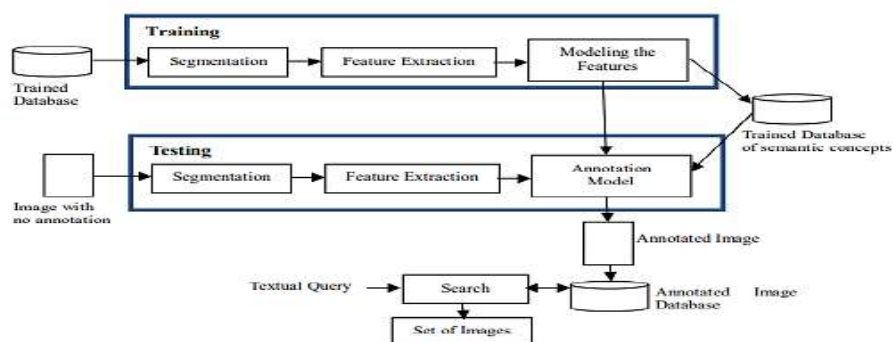 Training
Segmentation
Feature Extraction
Modeling the
Features
Trained
Database
Trained Database
of semantic concepts
Testing
Segmentation
Feature Extraction
Annotation
Model
Image with
no annotation
Annotated Image
Textual Query
Search
Annotated Image
Database
Set of Images